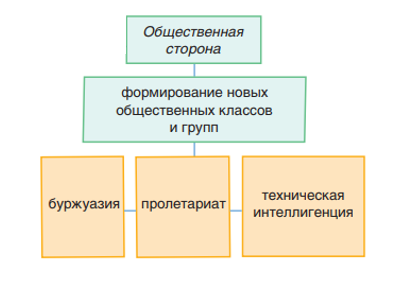 Общественная
сторона
формирование новых
общественных классов
и групп
буржуазия
пролетариат
техническая
интеллигенция